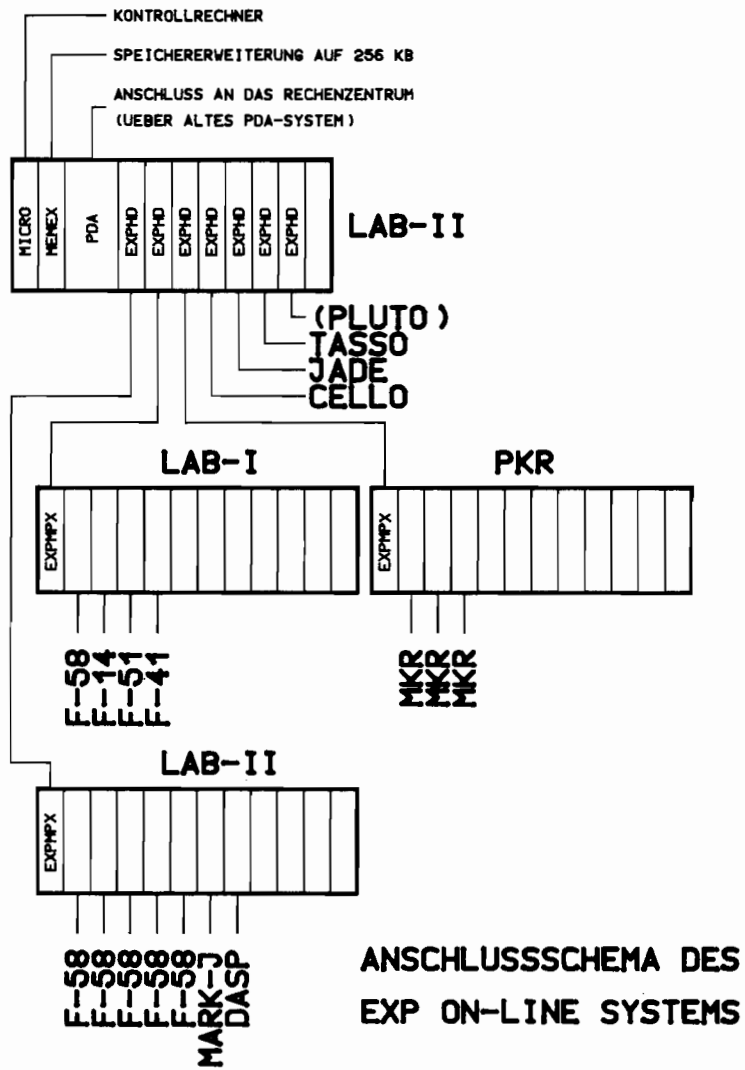 KONTROLLRECHNER
SPEICHERERWEITERUNG AUF 256 KB
ANSCHLUSS AN DAS RECHENZENTRUM
(UEBER ALTES PDA-SYSTEM)
MICRO
MEMEX
PDA
EXPHD
EXPHD
EXPHD
EXPHD
EXPHD
EXPHD
EXPHD
LAB-II
(PLUTO)
TASSO
JADE
CELLO
LAB-I
EXPMPX
F-58
F-14
F-51
F-41
PKR
EXPMPX
MKR
MKR
MKR
LAB-II
EXPMPX
F-58
F-58
F-58
F-58
F-58
MARK-J
DASP
ANSCHLUSSSCHEMA DES
EXP ON-LINE SYSTEMS